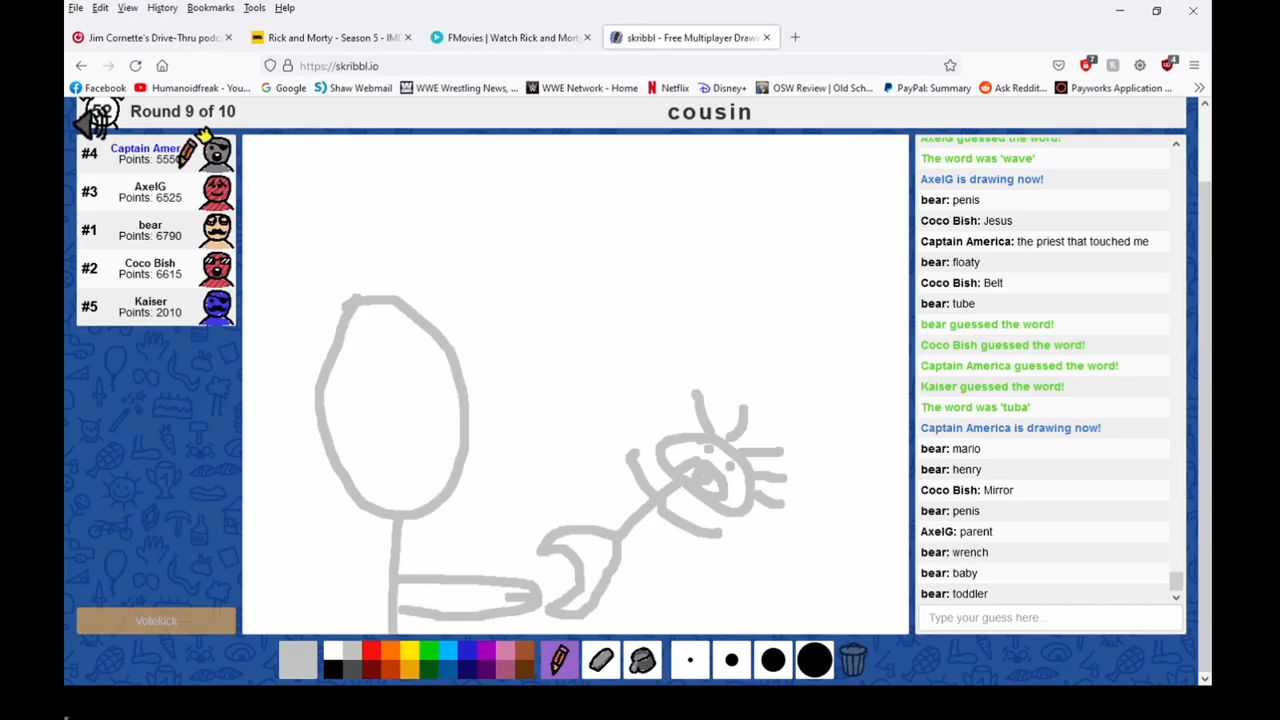 File Edit View History Bookmarks Tools Help
Jim Cornette's Drive-Thru podc Rick and Morty - Season 5 - IM FMovies | Watch Rick and Mort skribbl - Free Multiplayer Drawi
https://skribbl.io
Facebook Humanoidfreak - You... Google Shaw Webmail WWE Wrestling News, ... WWE Network - Home Netflix Disney+ OSW Review | Old Sch... PayPal Summary Ask Reddit... Payworks Application ...
Round 9 of 10 cousin
#4 Captain Amer
Points: 5550
#3 AxelG
Points: 6525
#1 bear
Points: 6790
#2 Coco Bish
Points: 6615
#5 Kaiser
Points: 2010
Votekick
AxelG guessed the word!
The word was 'wave'
AxelG is drawing now!
bear: penis
Coco Bish: Jesus
Captain America: the priest that touched me
bear: floaty
Coco Bish: Belt
bear: tube
bear guessed the word!
Coco Bish guessed the word!
Captain America guessed the word!
Kaiser guessed the word!
The word was 'tuba'
Captain America is drawing now!
bear: mario
bear: henry
Coco Bish: Mirror
bear: penis
AxelG: parent
bear: wrench
bear: baby
bear: toddler
Type your guess here...